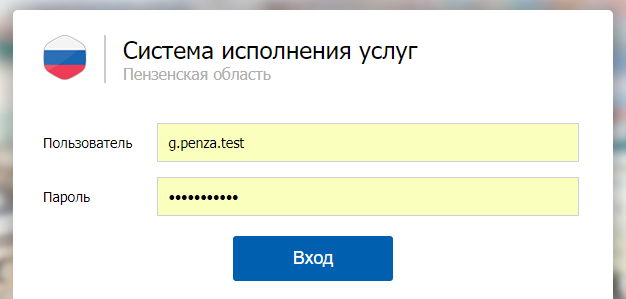 Система исполнения услуг
Пензенская область
Пользователь g.penza.test
Пароль •••••••••••
Вход